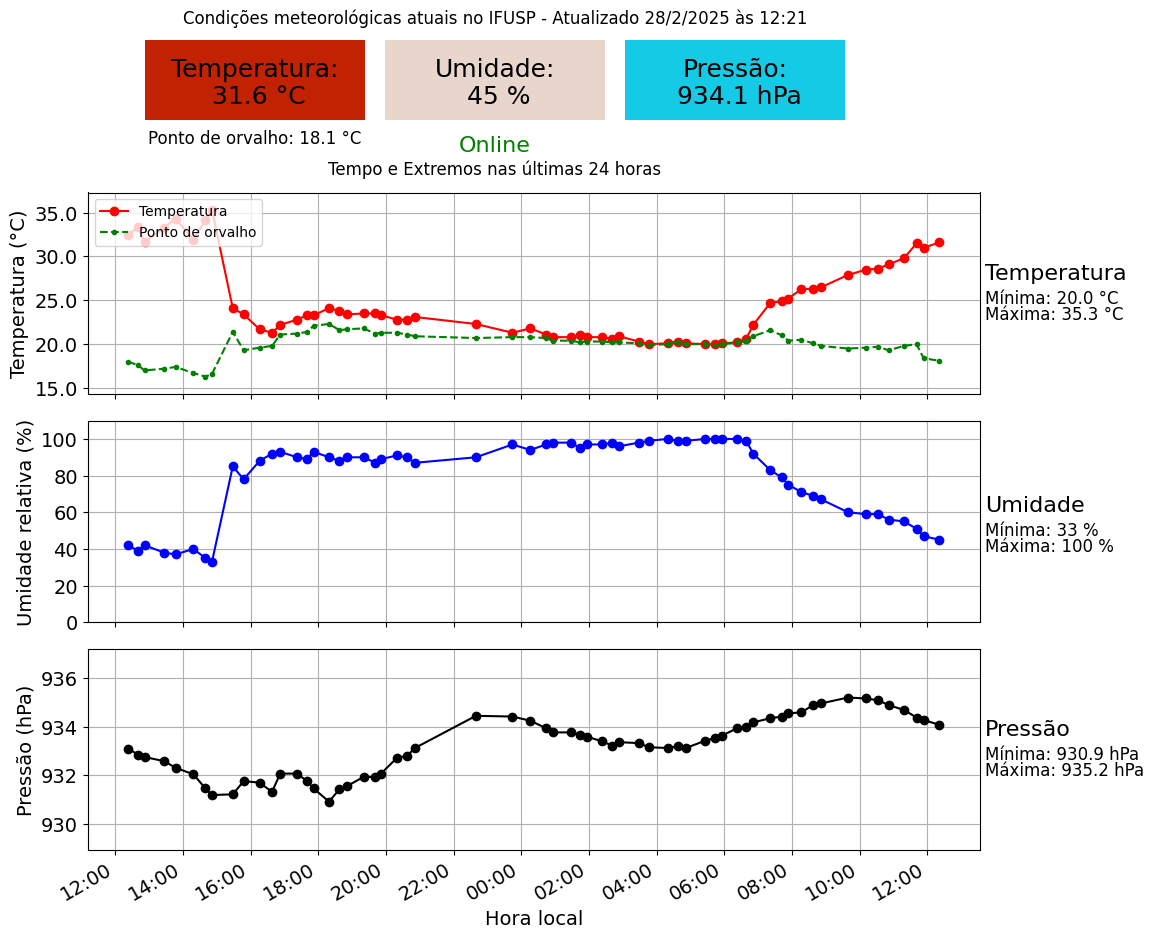 Condições meteorológicas atuais no IFUSP - Atualizado 28/2/2025 às 12:21
Temperatura:
31.6 °C
Umidade:
45 %
Pressão:
934.1 hPa
Ponto de orvalho: 18.1 °C
Online
Tempo e Extremos nas últimas 24 horas
Temperatura (°C)
35.0
30.0
25.0
20.0
15.0
Temperatura
Ponto de orvalho
Temperatura
Mínima: 20.0 °C
Máxima: 35.3 °C
Umidade relativa (%)
100
80
60
40
20
0
Umidade
Mínima: 33 %
Máxima: 100 %
Pressão (hPa)
936
934
932
930
Pressão
Mínima: 930.9 hPa
Máxima: 935.2 hPa
12:00
14:00
16:00
18:00
20:00
22:00
00:00
02:00
04:00
06:00
08:00
10:00
12:00
Hora local